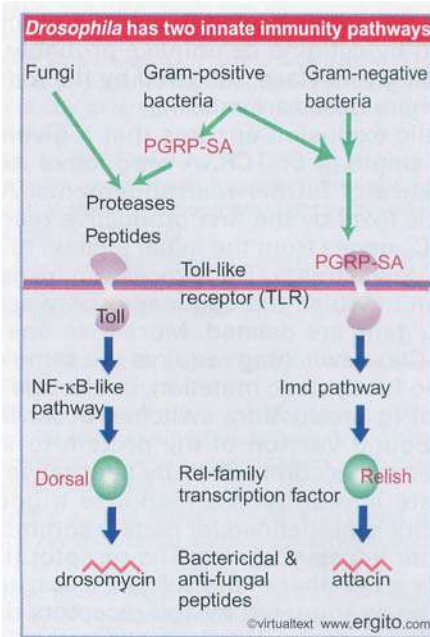 Drosophila has two innate immunity pathways
Fungi
Gram-positive
bacteria
Gram-negative
bacteria
PGRP-SA
Proteases
Peptides
Toll-like
receptor (TLR)
PGRP-SA
Toll
NF-κB-like
pathway
Imd pathway
Dorsal
Rel-family
transcription factor
Relish
drosomycin
Bactericidal &
anti-fungal
peptides
attacin
©virtualtext www.ergito.com